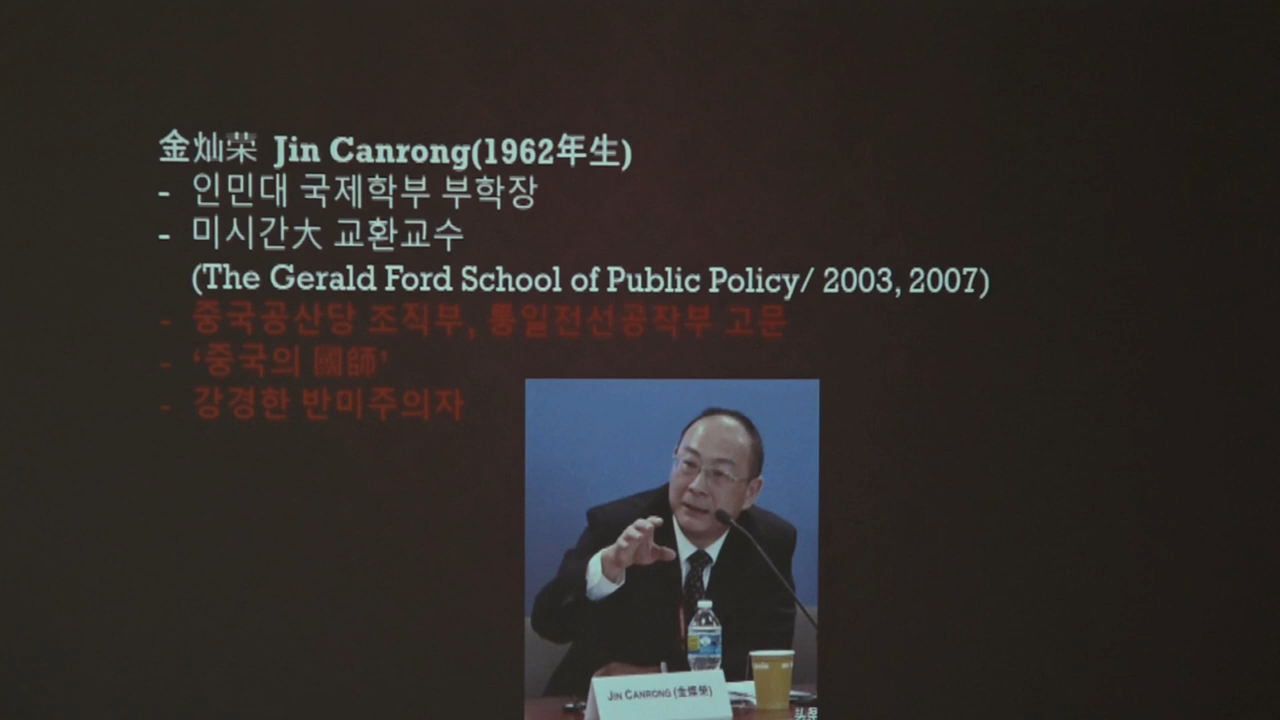 金灿荣 Jin Canrong(1962年生)
- 인민대 국제학부 부학장
- 미시간大 교환교수
(The Gerald Ford School of Public Policy/ 2003, 2007)
- 중국공산당 조직부, 통일전선공작부 고문
- ‘중국의 國師’
- 강경한 반미주의자
JIN CANRONG (金燦榮)